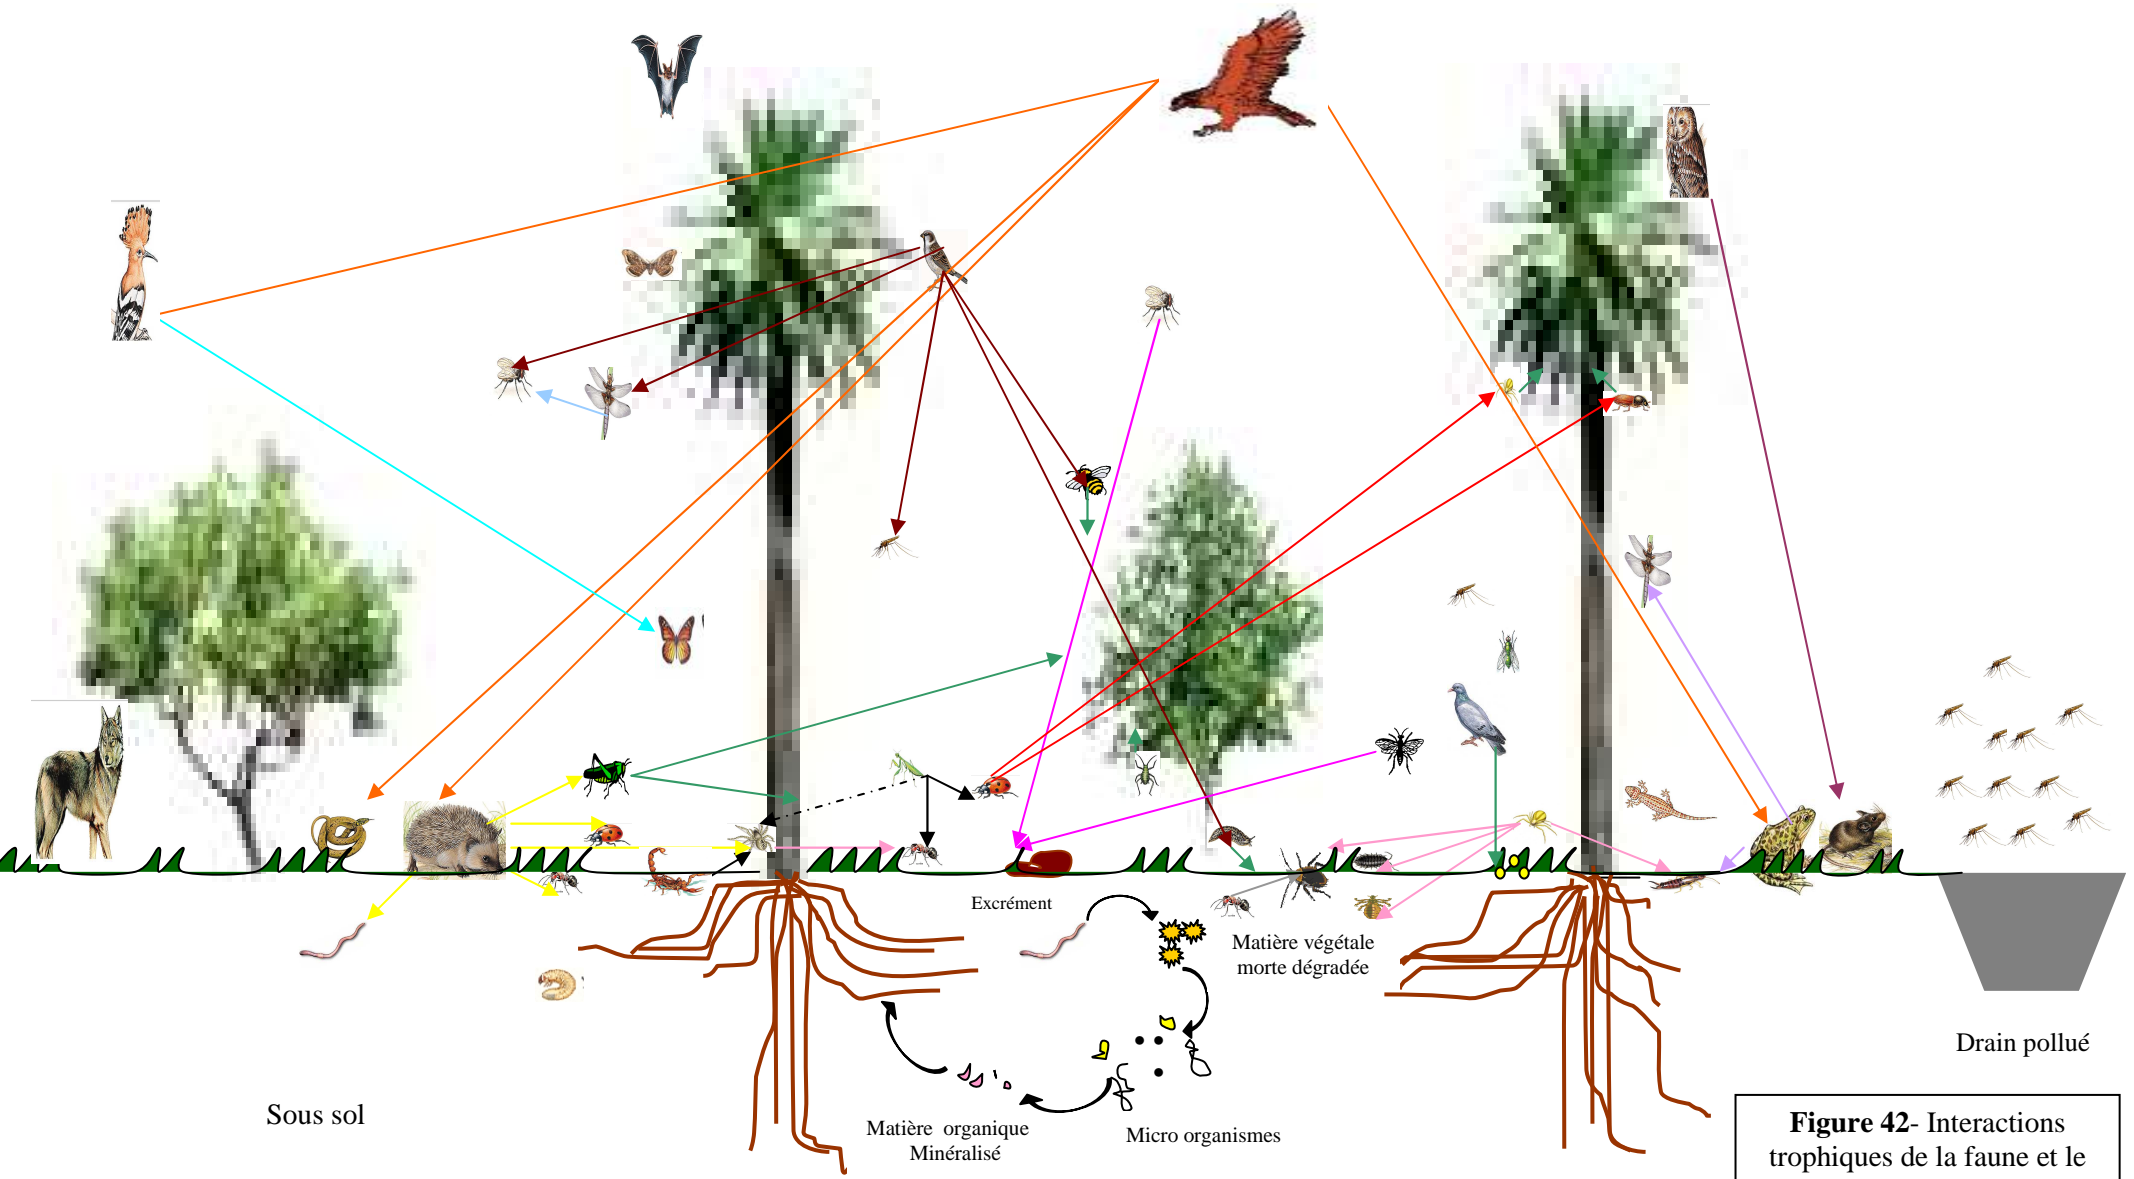 Excrément
Matière végétale
morte dégradée
Drain pollué
Sous sol
Matière organique
Minéralisé
Micro organismes
Figure 42- Interactions
trophiques de la faune et le